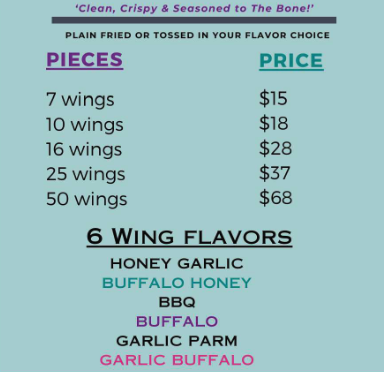 ‘Clean, Crispy & Seasoned to The Bone!’
PLAIN FRIED OR TOSSED IN YOUR FLAVOR CHOICE
PIECES PRICE
7 wings $15
10 wings $18
16 wings $28
25 wings $37
50 wings $68
6 WING FLAVORS
HONEY GARLIC
BUFFALO HONEY
BBQ
BUFFALO
GARLIC PARM
GARLIC BUFFALO